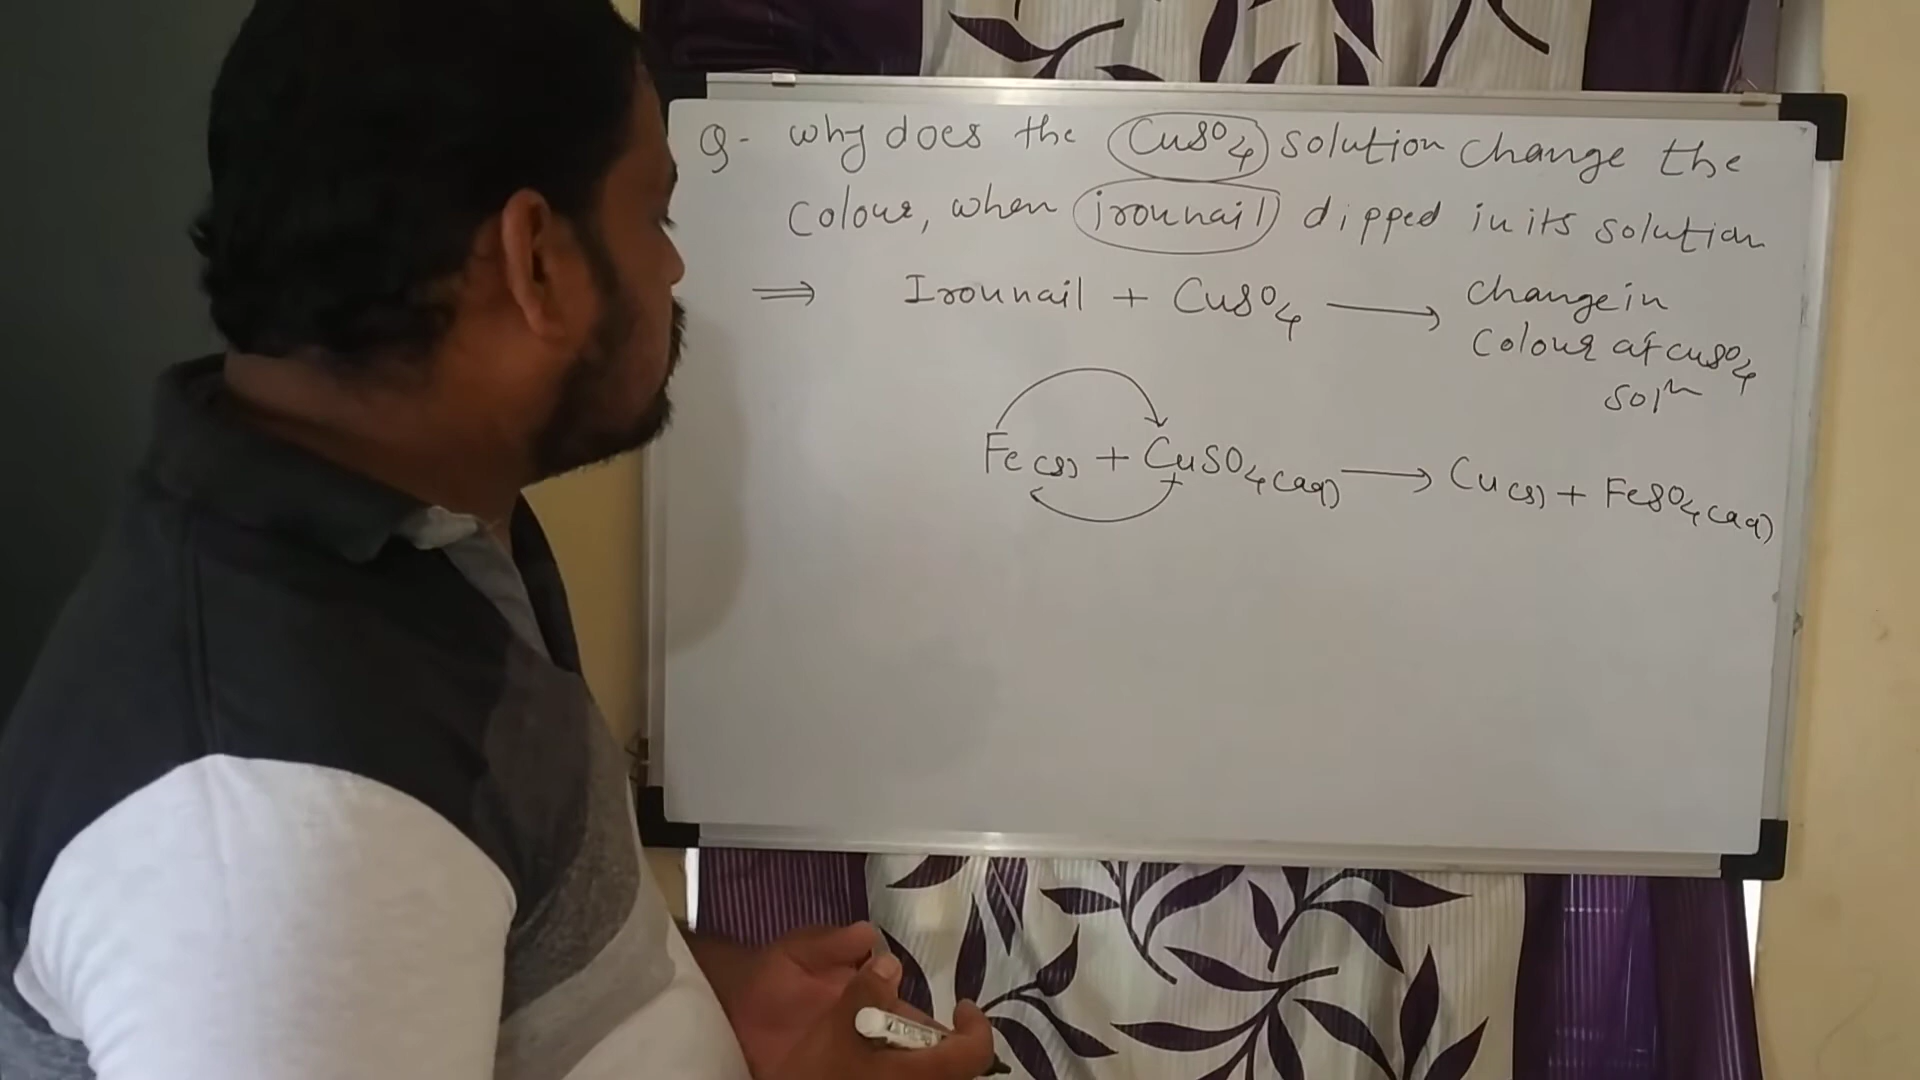 Q- why does the CuSO4 solution change the
colour, when ironnail dipped in its solution
⇒ Ironnail + CuSO4 ⟶ change in
colour of CuSO4
solⁿ
Fe(s) + CuSO4(aq) ⟶ Cu(s) + FeSO4(aq)